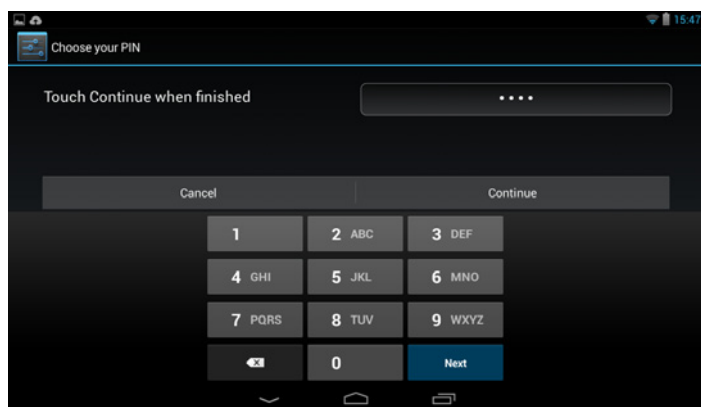 15:47
Choose your PIN
Touch Continue when finished ••••
Cancel Continue
1 2 ABC 3 DEF
4 GHI 5 JKL 6 MNO
7 PQRS 8 TUV 9 WXYZ
0 Next